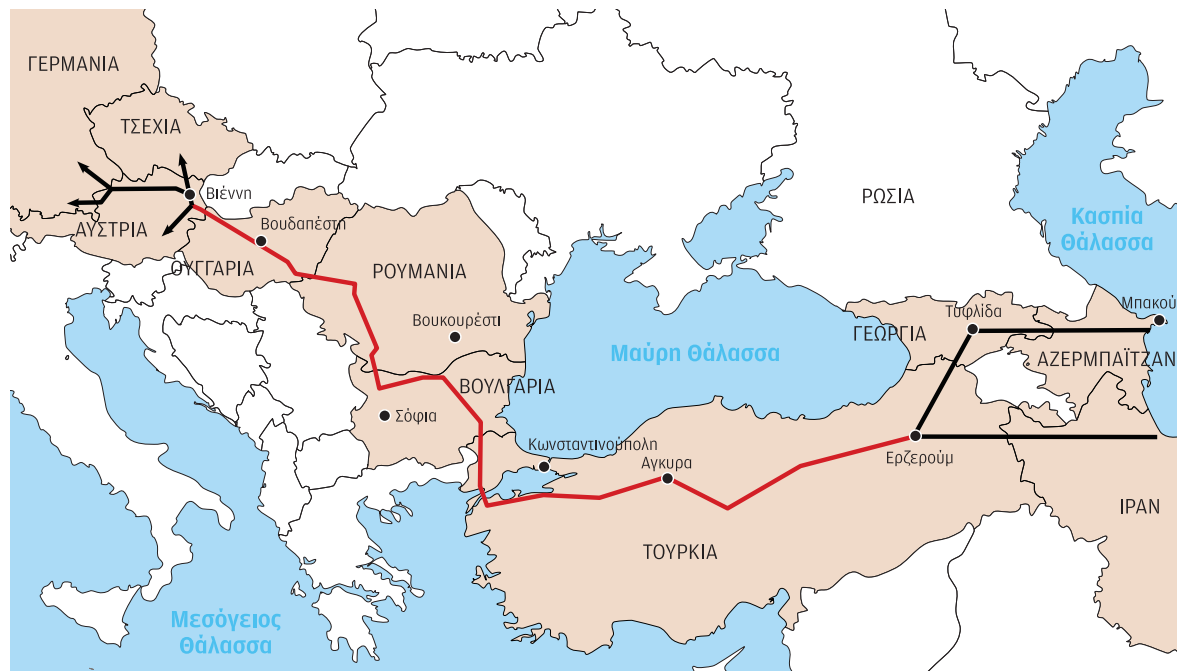 ΓΕΡΜΑΝΙΑ
ΤΣΕΧΙΑ
Βιέννη
ΑΥΣΤΡΙΑ
Βουδαπέστη
ΟΥΓΓΑΡΙΑ
ΡΟΥΜΑΝΙΑ
Βουκουρέστι
ΒΟΥΛΓΑΡΙΑ
Σόφια
Κωνσταντινούπολη
Αγκυρα
ΤΟΥΡΚΙΑ
Μαύρη Θάλασσα
ΡΩΣΙΑ
Κασπία
Θάλασσα
Μπακού
Τιφλίδα
ΓΕΩΡΓΙΑ
ΑΖΕΡΜΠΑΪΤΖΑΝ
Ερζερούμ
ΙΡΑΝ
Μεσόγειος
Θάλασσα